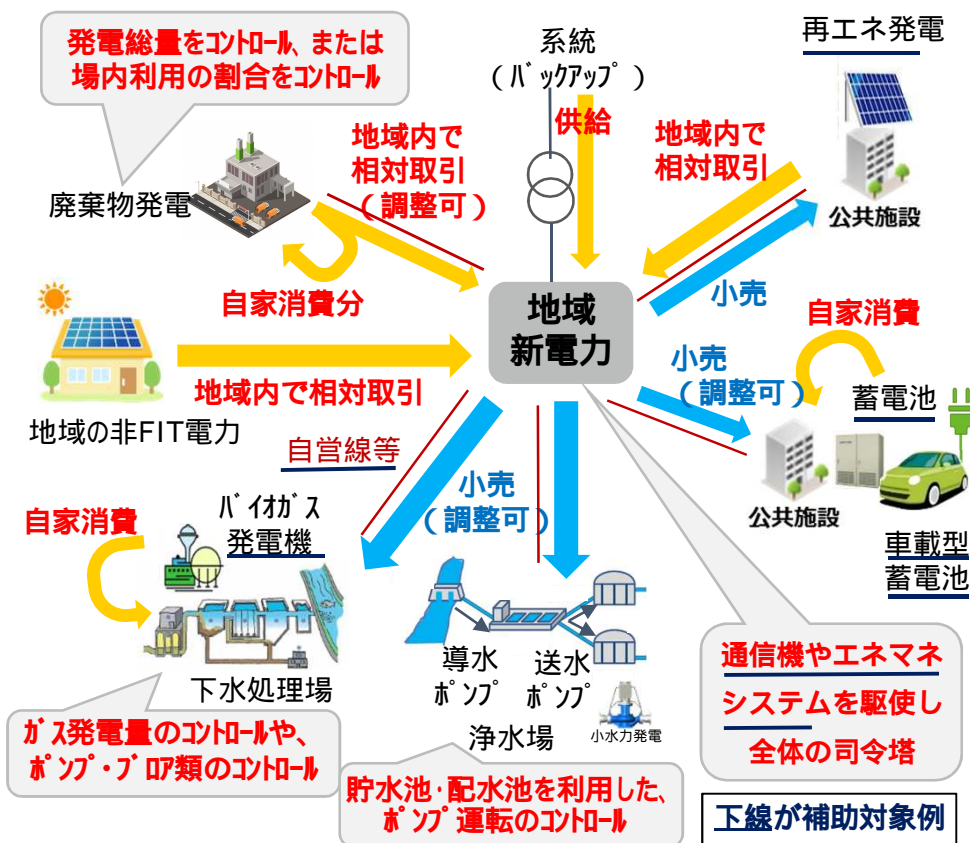 発電総量をコントロール、または
場内利用の割合をコントロール
系統
（バックアップ）
供給
再エネ発電
公共施設
地域内で
相対取引
（調整可）
地域内で
相対取引
廃棄物発電
自家消費分
地域
新電力
小売
自家消費
地域内で相対取引
小売
（調整可）
蓄電池
地域の非FIT電力
自営線等
公共施設
車載型
蓄電池
自家消費
バイオガス
発電機
小売
（調整可）
下水処理場
導水
ポンプ
送水
ポンプ
浄水場
小水力発電
通信機やエネマネ
システムを駆使し
全体の司令塔
ガス発電量のコントロールや、
ポンプ・ブロア類のコントロール
貯水池・配水池を利用した、
ポンプ運転のコントロール
下線が補助対象例